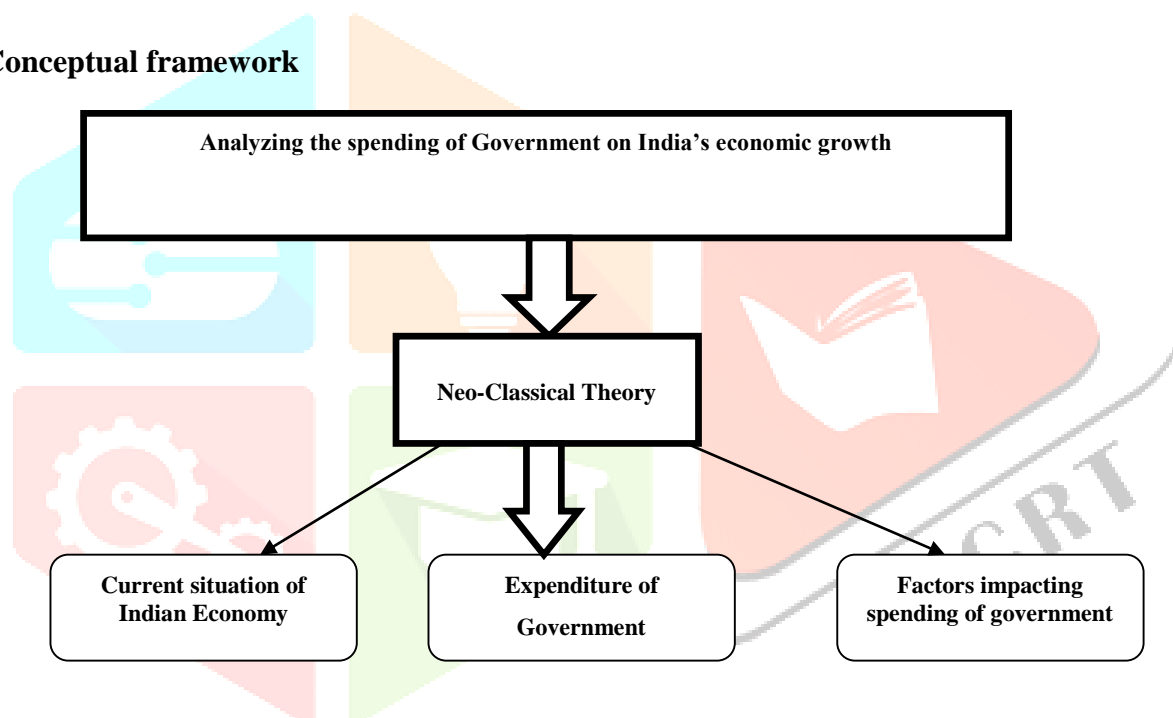 Conceptual framework
Analyzing the spending of Government on India’s economic growth
Neo-Classical Theory
Current situation of
Indian Economy
Expenditure of
Government
Factors impacting
spending of government
CRT